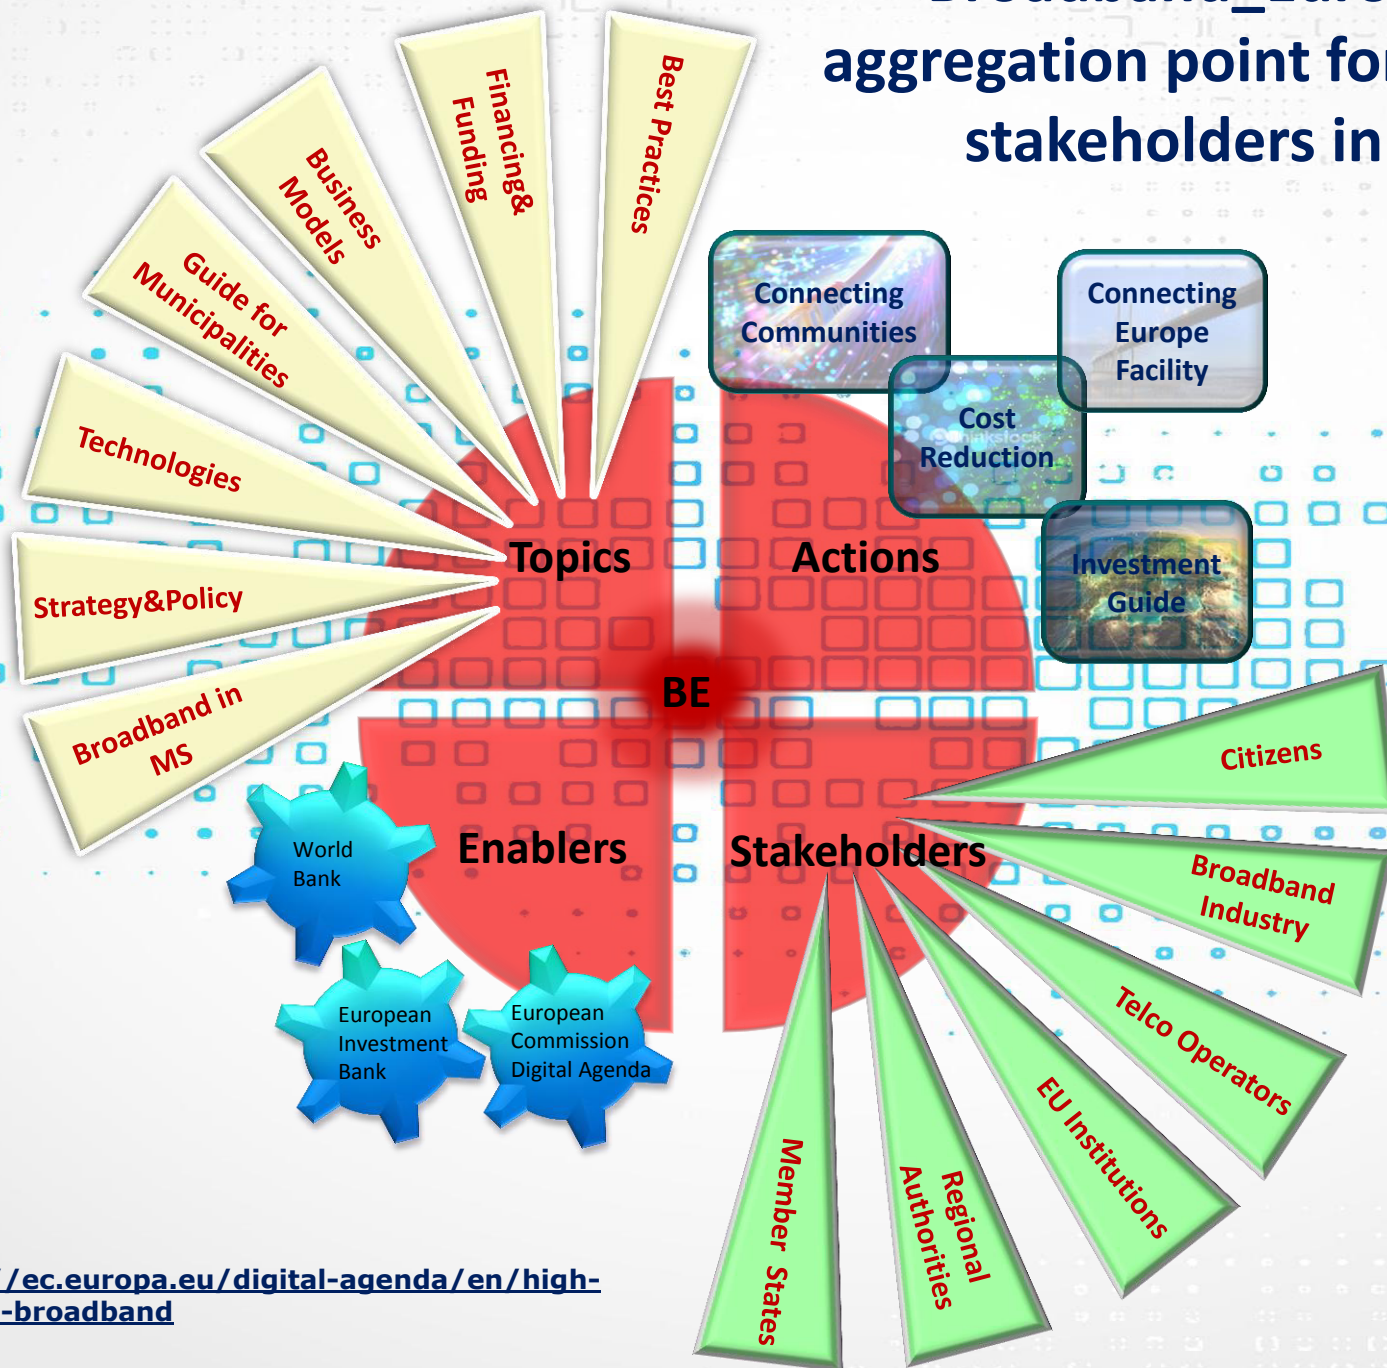 aggregation point for
stakeholders in
Best Practices
Financing&
Funding
Business
Models
Guide for
Municipalities
Technologies
Strategy&Policy
Broadband in
MS
Connecting
Communities
Connecting
Europe
Facility
Cost
Reduction
Investment
Guide
Topics
Actions
BE
Enablers
Stakeholders
World
Bank
European
Investment
Bank
European
Commission
Digital Agenda
Citizens
Broadband
Industry
Telco Operators
EU Institutions
Regional
Authorities
Member States
//ec.europa.eu/digital-agenda/en/high-
-broadband